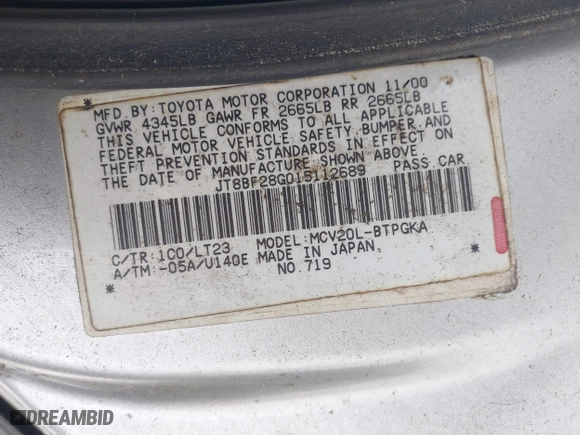 MFD.BY:TOYOTA MOTOR CORPORATION 11/00
GVWR 4345LB GAWR FR 2665LB RR 2665LB
THIS VEHICLE CONFORMS TO ALL APPLICABLE
FEDERAL MOTOR VEHICLE SAFETY,BUMPER,AND
THEFT PREVENTION STANDARDS IN EFFECT ON
THE DATE OF MANUFACTURE SHOWN ABOVE.
JT8BF28G015112689 PASS.CAR
C/TR:1C0/LT23 MODEL:MCV20L-BTPGKA
A/TM:-05A/U140E MADE IN JAPAN.
NO.719
DREAMBID